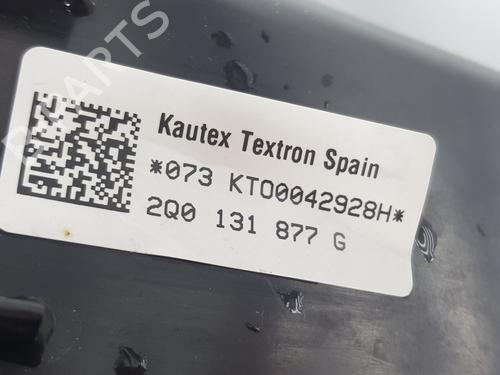 Kautex Textron Spain
*073 KT00042928H*
2Q0 131 877 G